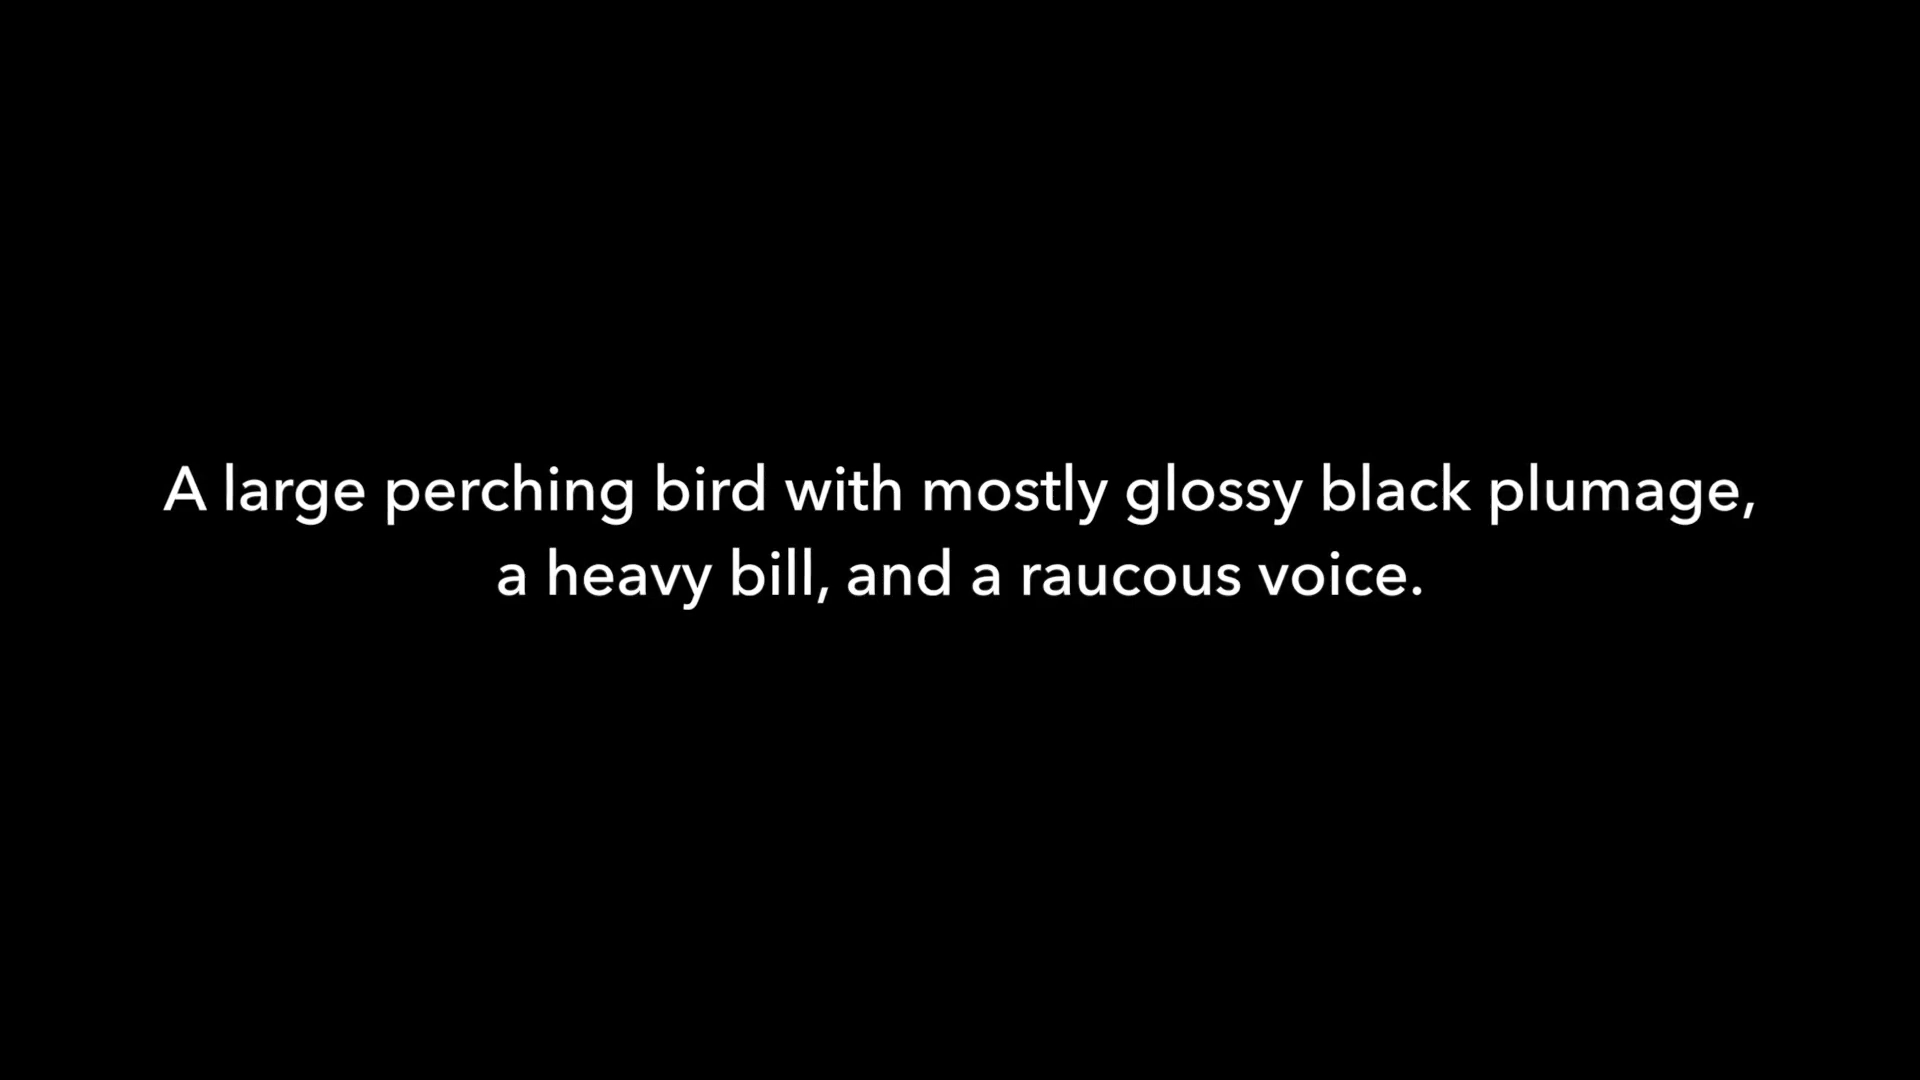 A large perching bird with mostly glossy black plumage,
a heavy bill, and a raucous voice.